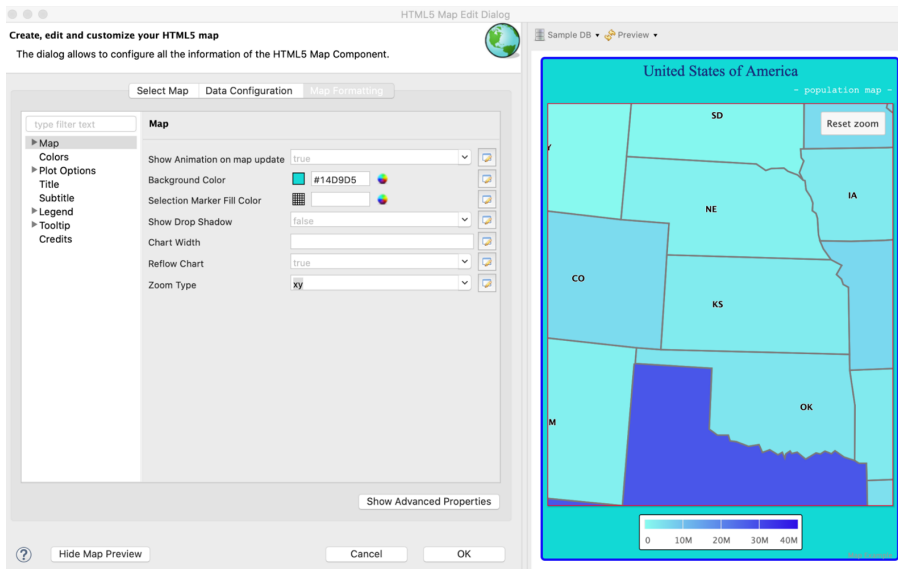 HTML5 Map Edit Dialog
Create, edit and customize your HTML5 map
The dialog allows to configure all the information of the HTML5 Map Component.
Sample DB
Preview
Select Map
Data Configuration
Map Formatting
type filter text
Map
Colors
Plot Options
Title
Subtitle
Legend
Tooltip
Credits
Map
Show Animation on map update
true
Background Color
#14D9D5
Selection Marker Fill Color
Show Drop Shadow
false
Chart Width
Reflow Chart
true
Zoom Type
xy
Show Advanced Properties
Hide Map Preview
Cancel
OK
United States of America
- population map -
Reset zoom
SD
Y
IA
NE
CO
KS
OK
M
0 10M 20M 30M 40M